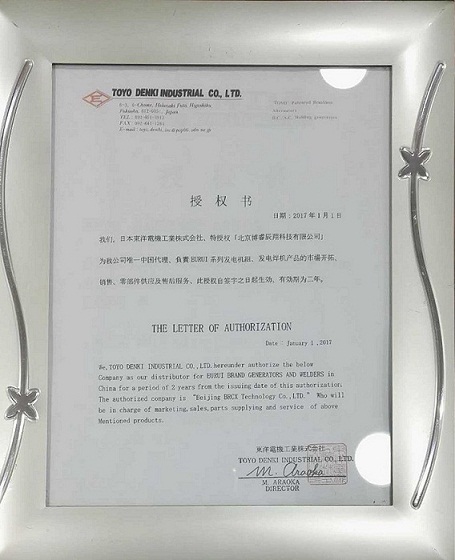 TOYO DENKI INDUSTRIAL CO., LTD.
Japan
TEL
FAX
授 权 书
日期:2017年1月1日
我们、日本東洋電機工業株式会社、特授权「北京博睿辰翔科技有限公司」
为我公司唯一中国代理、负责 EURUI 系列发电机组、发电焊机产品的市场开拓、
销售、零部件供应及售后服务、此授权自签字之日起生效、有效期为二年。
THE LETTER OF AUTHORIZATION
Date : January 1 ,2017
We,TOYO DENKI INDUSTRIAL CO.,LTD.hereunder authorize the below
Company as our distributor for EURUI BRAND GENERATORS AND WELDERS in
China for a period of 2 years from the issuing date of this authorization.
The authorized company is "Beijing BRCX Technology Co.,LTD." Who will
be in charge of marketing,sales,parts supplying and service of above
Mentioned products.
東洋電機工業株式会社
TOYO DENKI INDUSTRIAL CO., LTD.
M. Araoka
M. ARAOKA
DIRECTOR